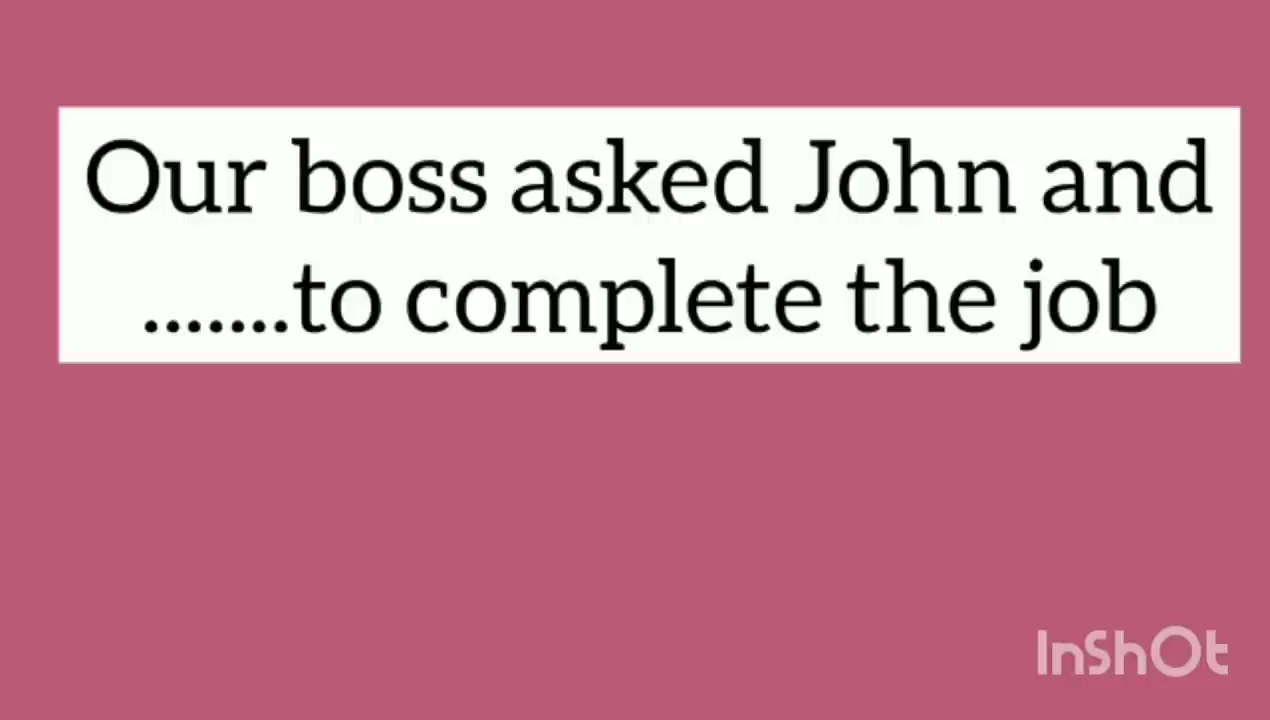 Our boss asked John and
.......to complete the job
InShOt